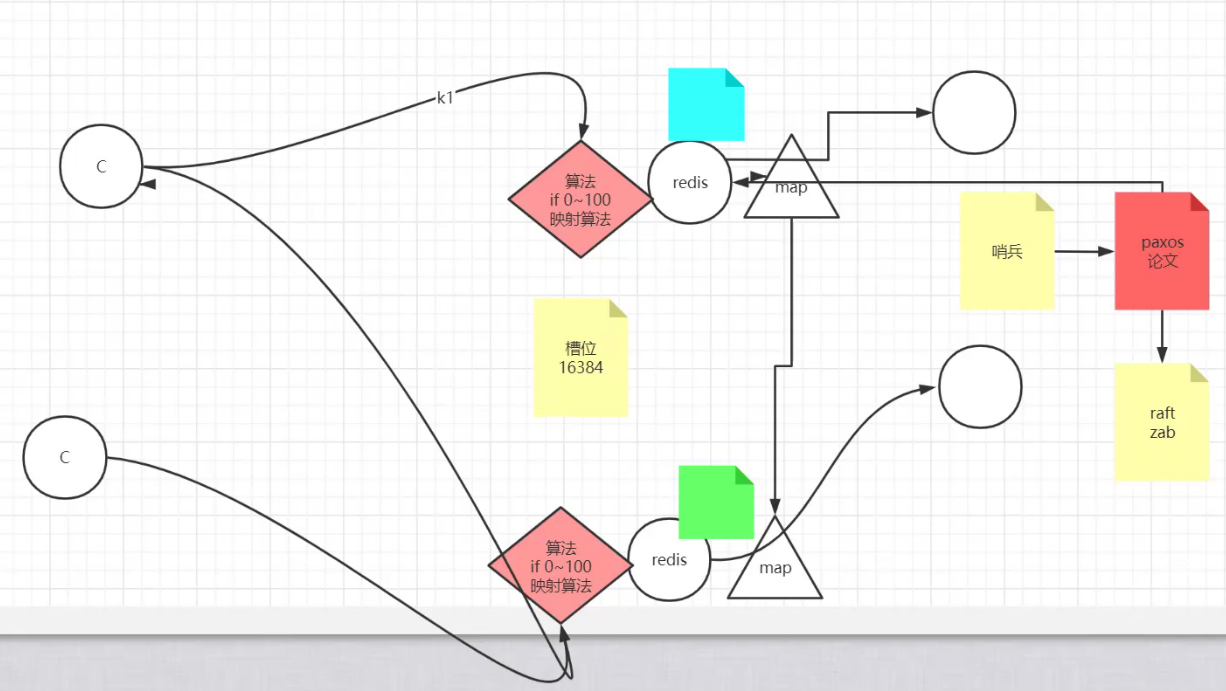 k1
C
算法
if 0~100
映射算法
redis
map
哨兵
paxos
论文
槽位
16384
raft
zab
C
算法
if 0~100
映射算法
redis
map